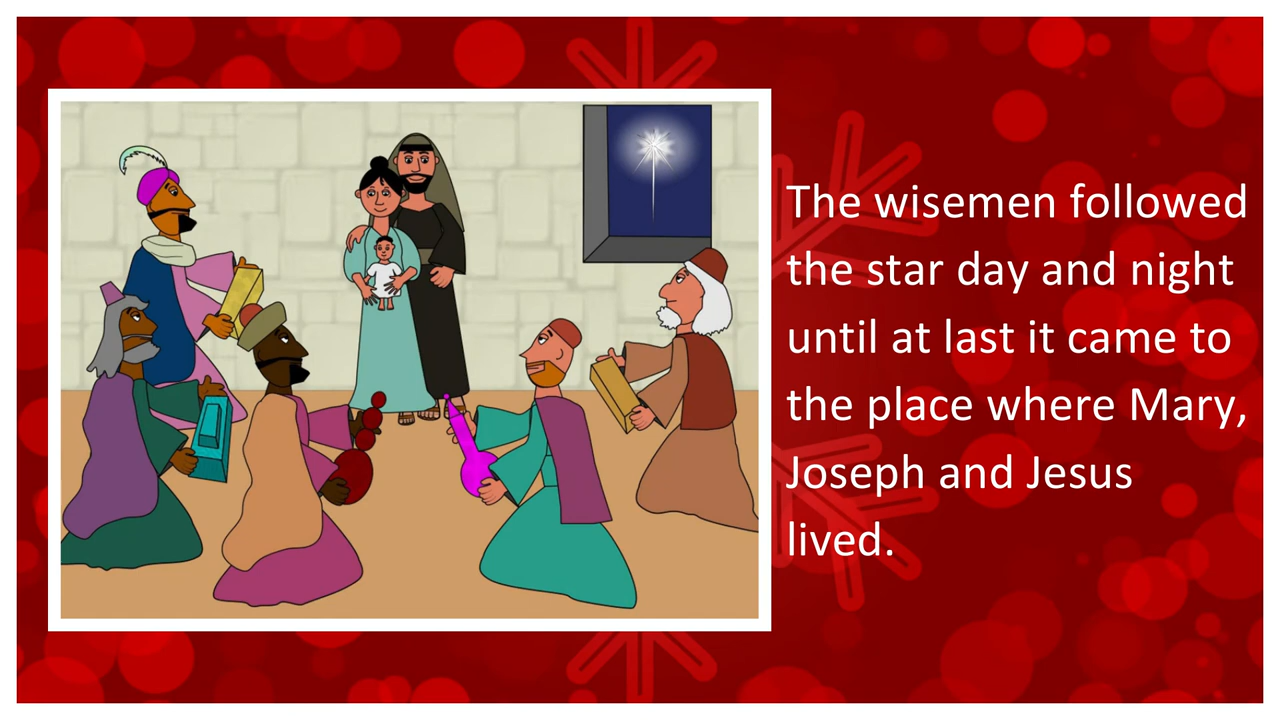 The wisemen followed
the star day and night
until at last it came to
the place where Mary,
Joseph and Jesus
lived.